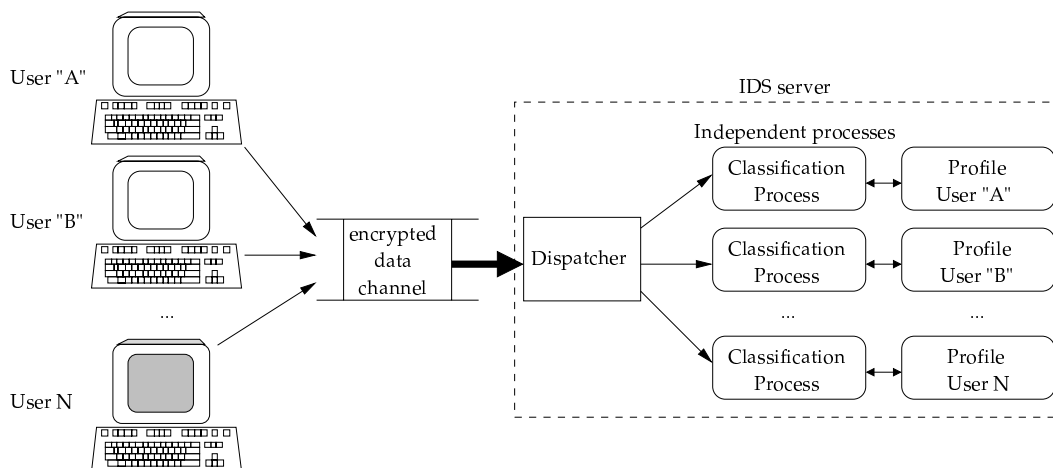 User "A"
User "B"
...
User N
encrypted
data
channel
IDS server
Dispatcher
Independent processes
Classification
Process
Profile
User "A"
Classification
Process
Profile
User "B"
...
...
Classification
Process
Profile
User N